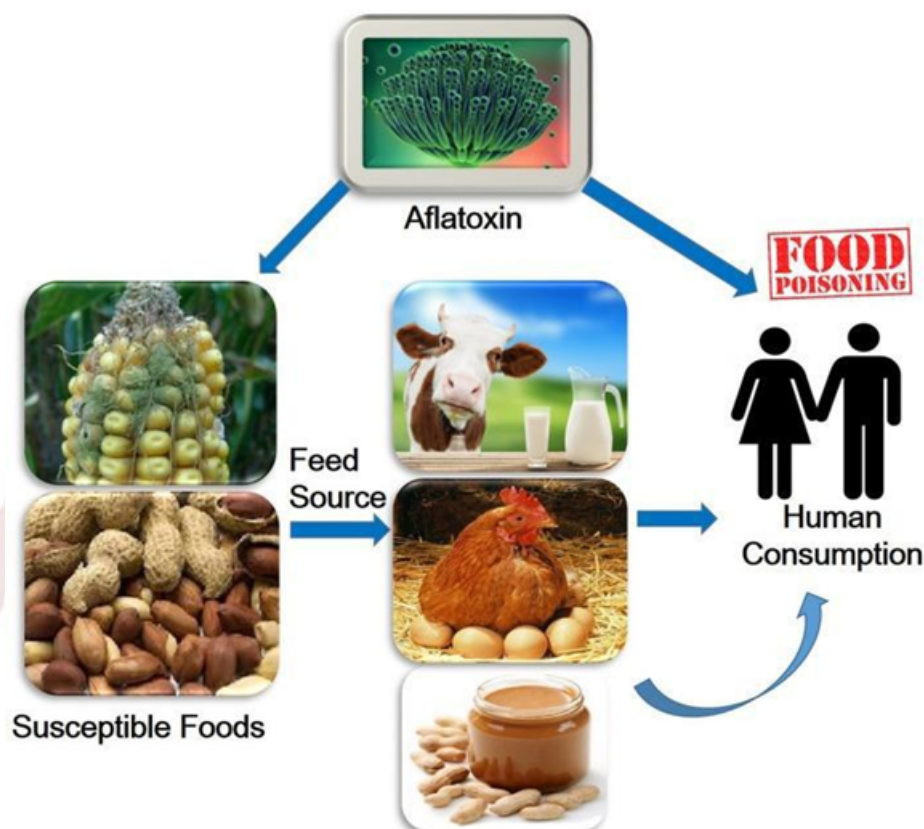 Aflatoxin
FOOD
POISONING
Feed
Source
Human
Consumption
Susceptible Foods